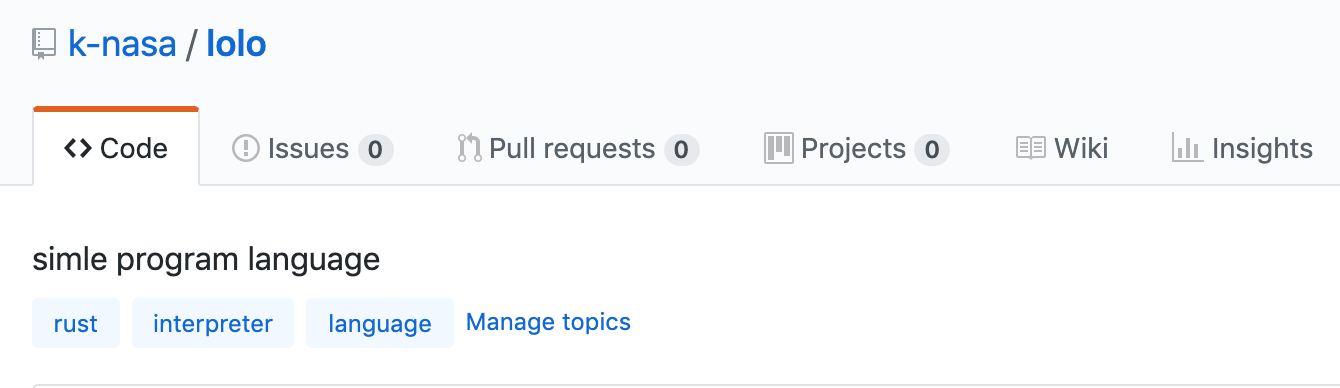 k-nasa / lolo
Code Issues 0 Pull requests 0 Projects 0 Wiki Insights
simle program language
rust interpreter language Manage topics